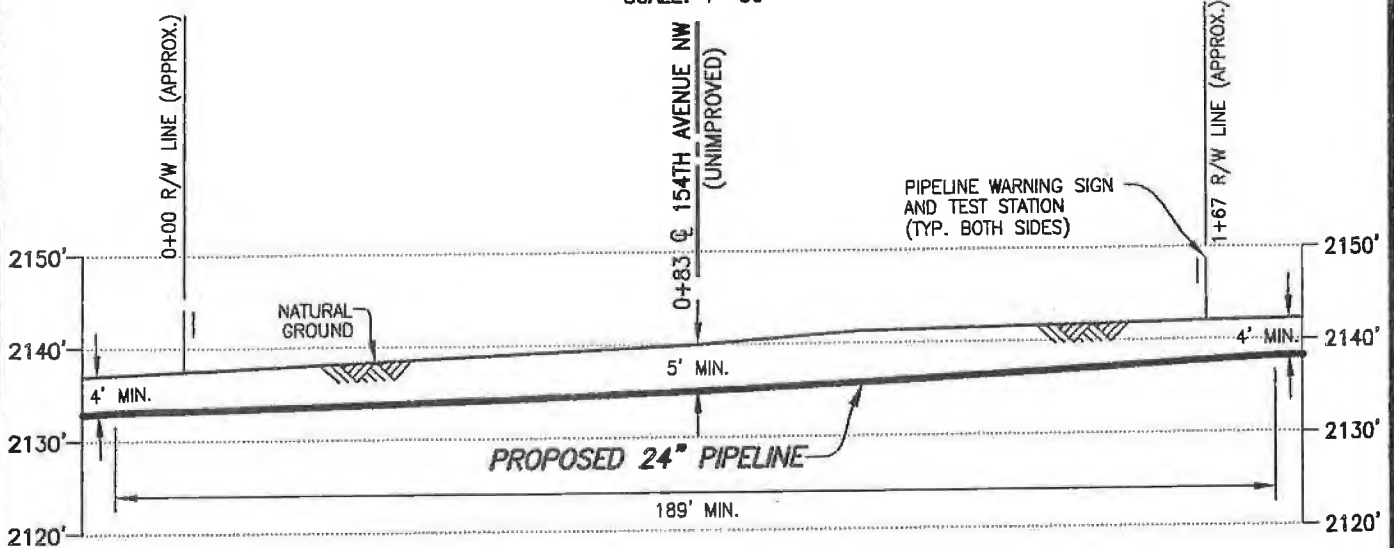 0+00 R/W LINE (APPROX.)
0+83 ℄ 154TH AVENUE NW
(UNIMPROVED)
1+67 R/W LINE (APPROX.)
PIPELINE WARNING SIGN
AND TEST STATION
(TYP. BOTH SIDES)
2150'
2150'
NATURAL
GROUND
2140'
2140'
4' MIN.
5' MIN.
4' MIN.
2130'
2130'
PROPOSED 24" PIPELINE
189' MIN.
2120'
2120'